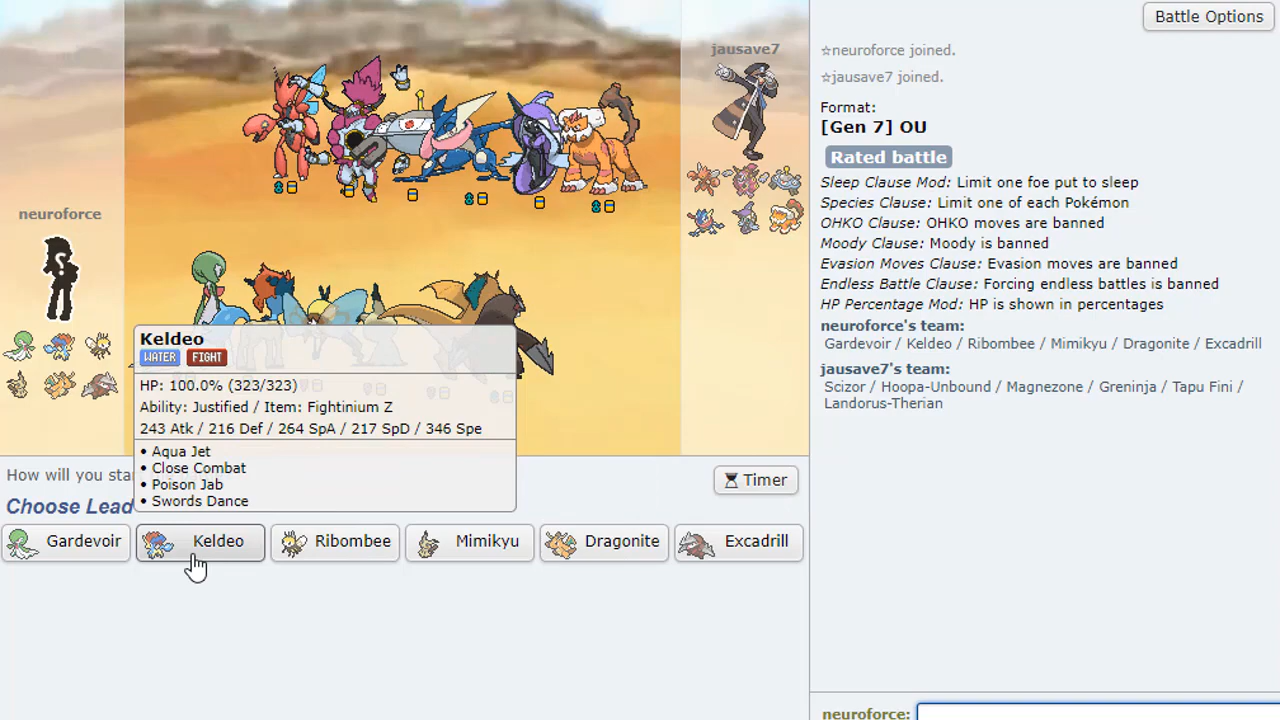 Battle Options
jausave7
☆neuroforce joined.
☆jausave7 joined.
Format:
[Gen 7] OU
Rated battle
Sleep Clause Mod: Limit one foe put to sleep
Species Clause: Limit one of each Pokémon
OHKO Clause: OHKO moves are banned
Moody Clause: Moody is banned
Evasion Moves Clause: Evasion moves are banned
Endless Battle Clause: Forcing endless battles is banned
HP Percentage Mod: HP is shown in percentages
neuroforce's team:
Gardevoir / Keldeo / Ribombee / Mimikyu / Dragonite / Excadrill
jausave7's team:
Scizor / Hoopa-Unbound / Magnezone / Greninja / Tapu Fini /
Landorus-Therian
neuroforce
Keldeo
WATER FIGHT
HP: 100.0% (323/323)
Ability: Justified / Item: Fightinium Z
243 Atk / 216 Def / 264 SpA / 217 SpD / 346 Spe
• Aqua Jet
• Close Combat
• Poison Jab
• Swords Dance
How will you sta
Timer
Choose Lead
Gardevoir Keldeo Ribombee Mimikyu Dragonite Excadrill
neuroforce: